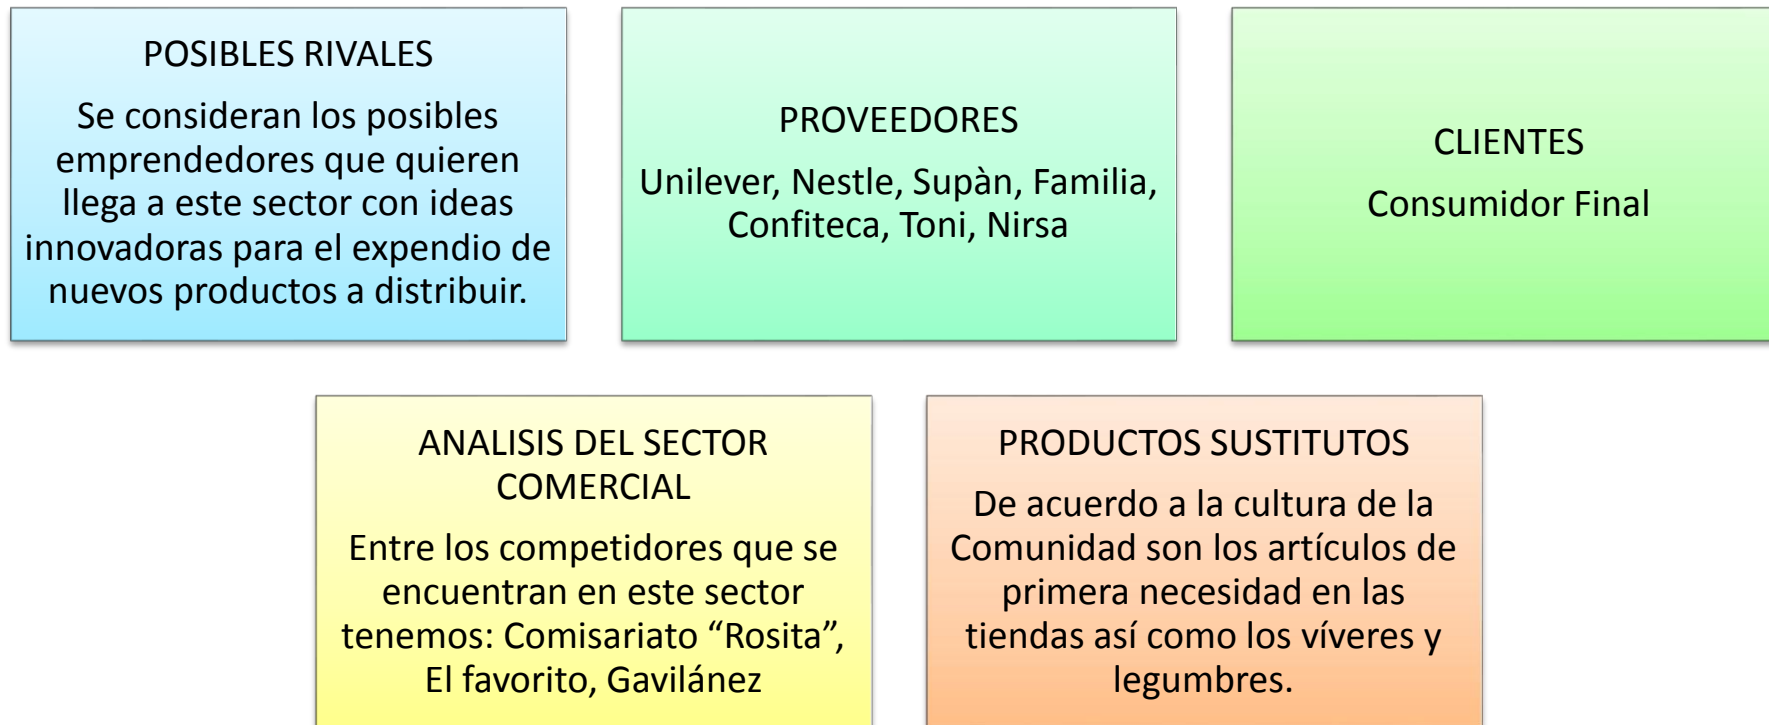 POSIBLES RIVALES
Se consideran los posibles
emprendedores que quieren
llega a este sector con ideas
innovadoras para el expendio de
nuevos productos a distribuir.
PROVEEDORES
Unilever, Nestle, Supàn, Familia,
Confiteca, Toni, Nirsa
CLIENTES
Consumidor Final
ANALISIS DEL SECTOR
COMERCIAL
Entre los competidores que se
encuentran en este sector
tenemos: Comisariato “Rosita”,
El favorito, Gavilánez
PRODUCTOS SUSTITUTOS
De acuerdo a la cultura de la
Comunidad son los artículos de
primera necesidad en las
tiendas así como los víveres y
legumbres.